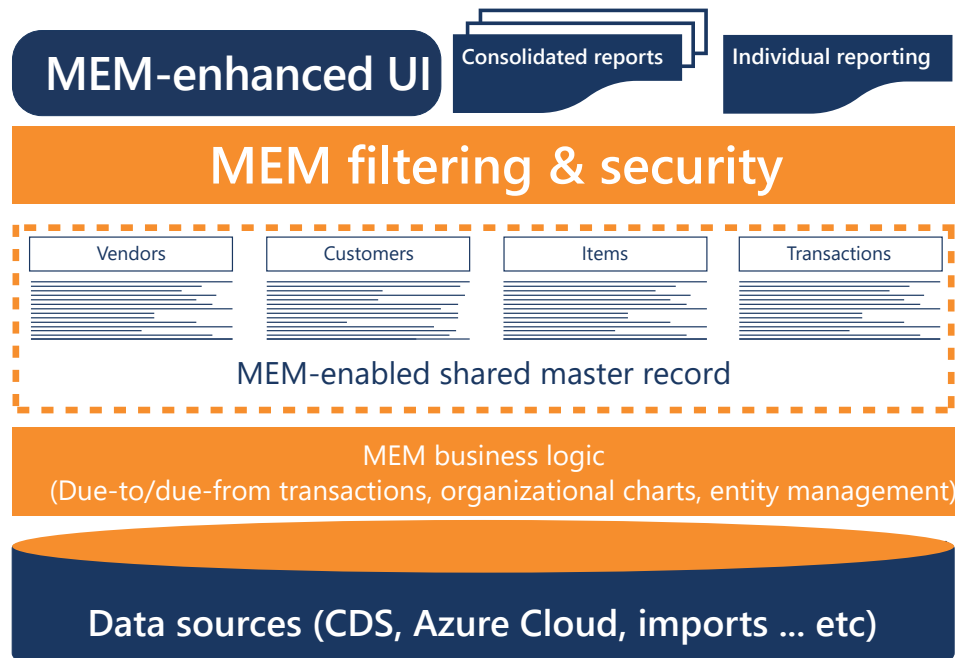 MEM-enhanced UI
Consolidated reports
Individual reporting
MEM filtering & security
Vendors
Customers
Items
Transactions
MEM-enabled shared master record
MEM business logic
(Due-to/due-from transactions, organizational charts, entity management)
Data sources (CDS, Azure Cloud, imports ... etc)